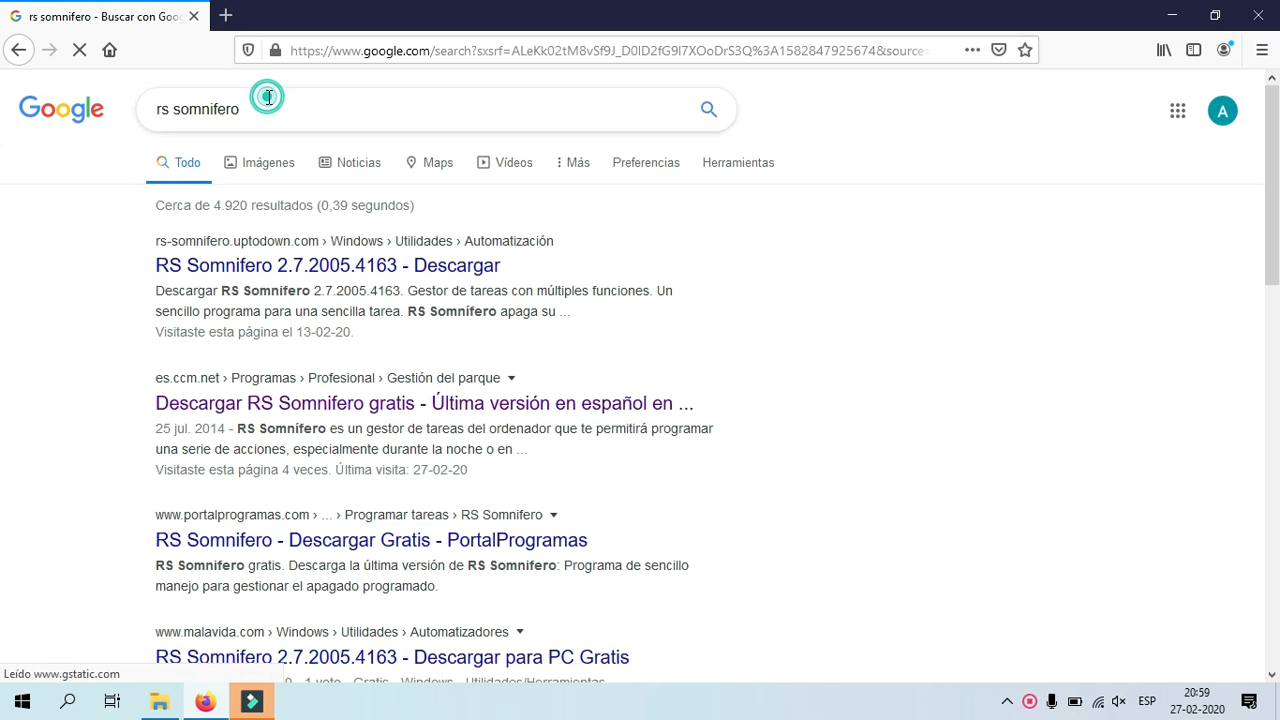 rs somnifero - Buscar con Goog
https://www.google.com/search?sxsrf=ALeKk02tM8vSf9J_D0lD2fG9l7XOoDrS3Q%3A1582847925674&source=
Google
rs somnifero
A
Todo Imágenes Noticias Maps Vídeos Más Preferencias Herramientas
Cerca de 4.920 resultados (0,39 segundos)
rs-somnifero.uptodown.com › Windows › Utilidades › Automatización
RS Somnifero 2.7.2005.4163 - Descargar
Descargar RS Somnifero 2.7.2005.4163. Gestor de tareas con múltiples funciones. Un
sencillo programa para una sencilla tarea. RS Somnífero apaga su ...
Visitaste esta página el 13-02-20.
es.ccm.net › Programas › Profesional › Gestión del parque
Descargar RS Somnifero gratis - Última versión en español en ...
25 jul. 2014 - RS Somnífero es un gestor de tareas del ordenador que te permitirá programar
una serie de acciones, especialmente durante la noche o en ...
Visitaste esta página 4 veces. Última visita: 27-02-20
www.portalprogramas.com › ... › Programar tareas › RS Somnifero
RS Somnifero - Descargar Gratis - PortalProgramas
RS Somnifero gratis. Descarga la última versión de RS Somnifero: Programa de sencillo
manejo para gestionar el apagado programado.
www.malavida.com › Windows › Utilidades › Automatizadores
RS Somnifero 2.7.2005.4163 - Descargar para PC Gratis
1 voto - Gratis - Windows - Utilidades/Herramientas
Leído www.gstatic.com
ESP
20:59
27-02-2020